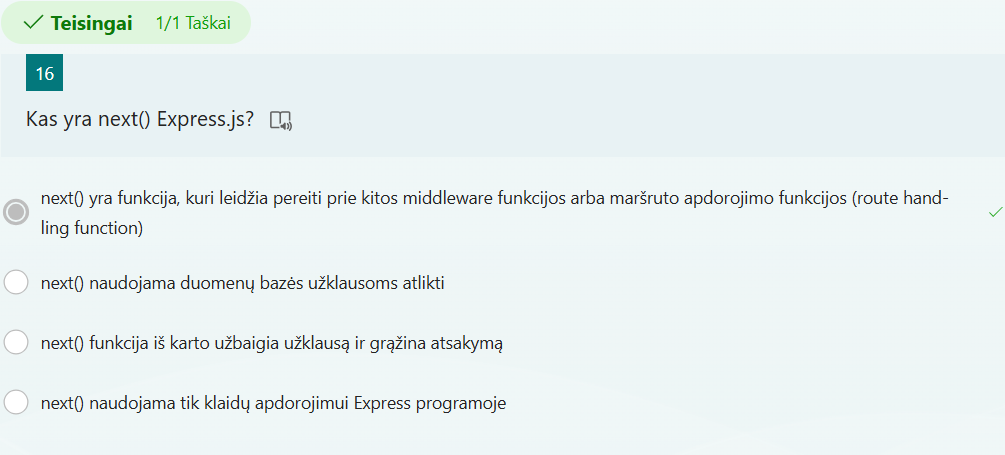 Teisingai 1/1 Taškai
16
Kas yra next() Express.js?
next() yra funkcija, kuri leidžia pereiti prie kitos middleware funkcijos arba maršruto apdorojimo funkcijos (route hand-
ling function)
next() naudojama duomenų bazės užklausoms atlikti
next() funkcija iš karto užbaigia užklausą ir grąžina atsakymą
next() naudojama tik klaidų apdorojimui Express programoje